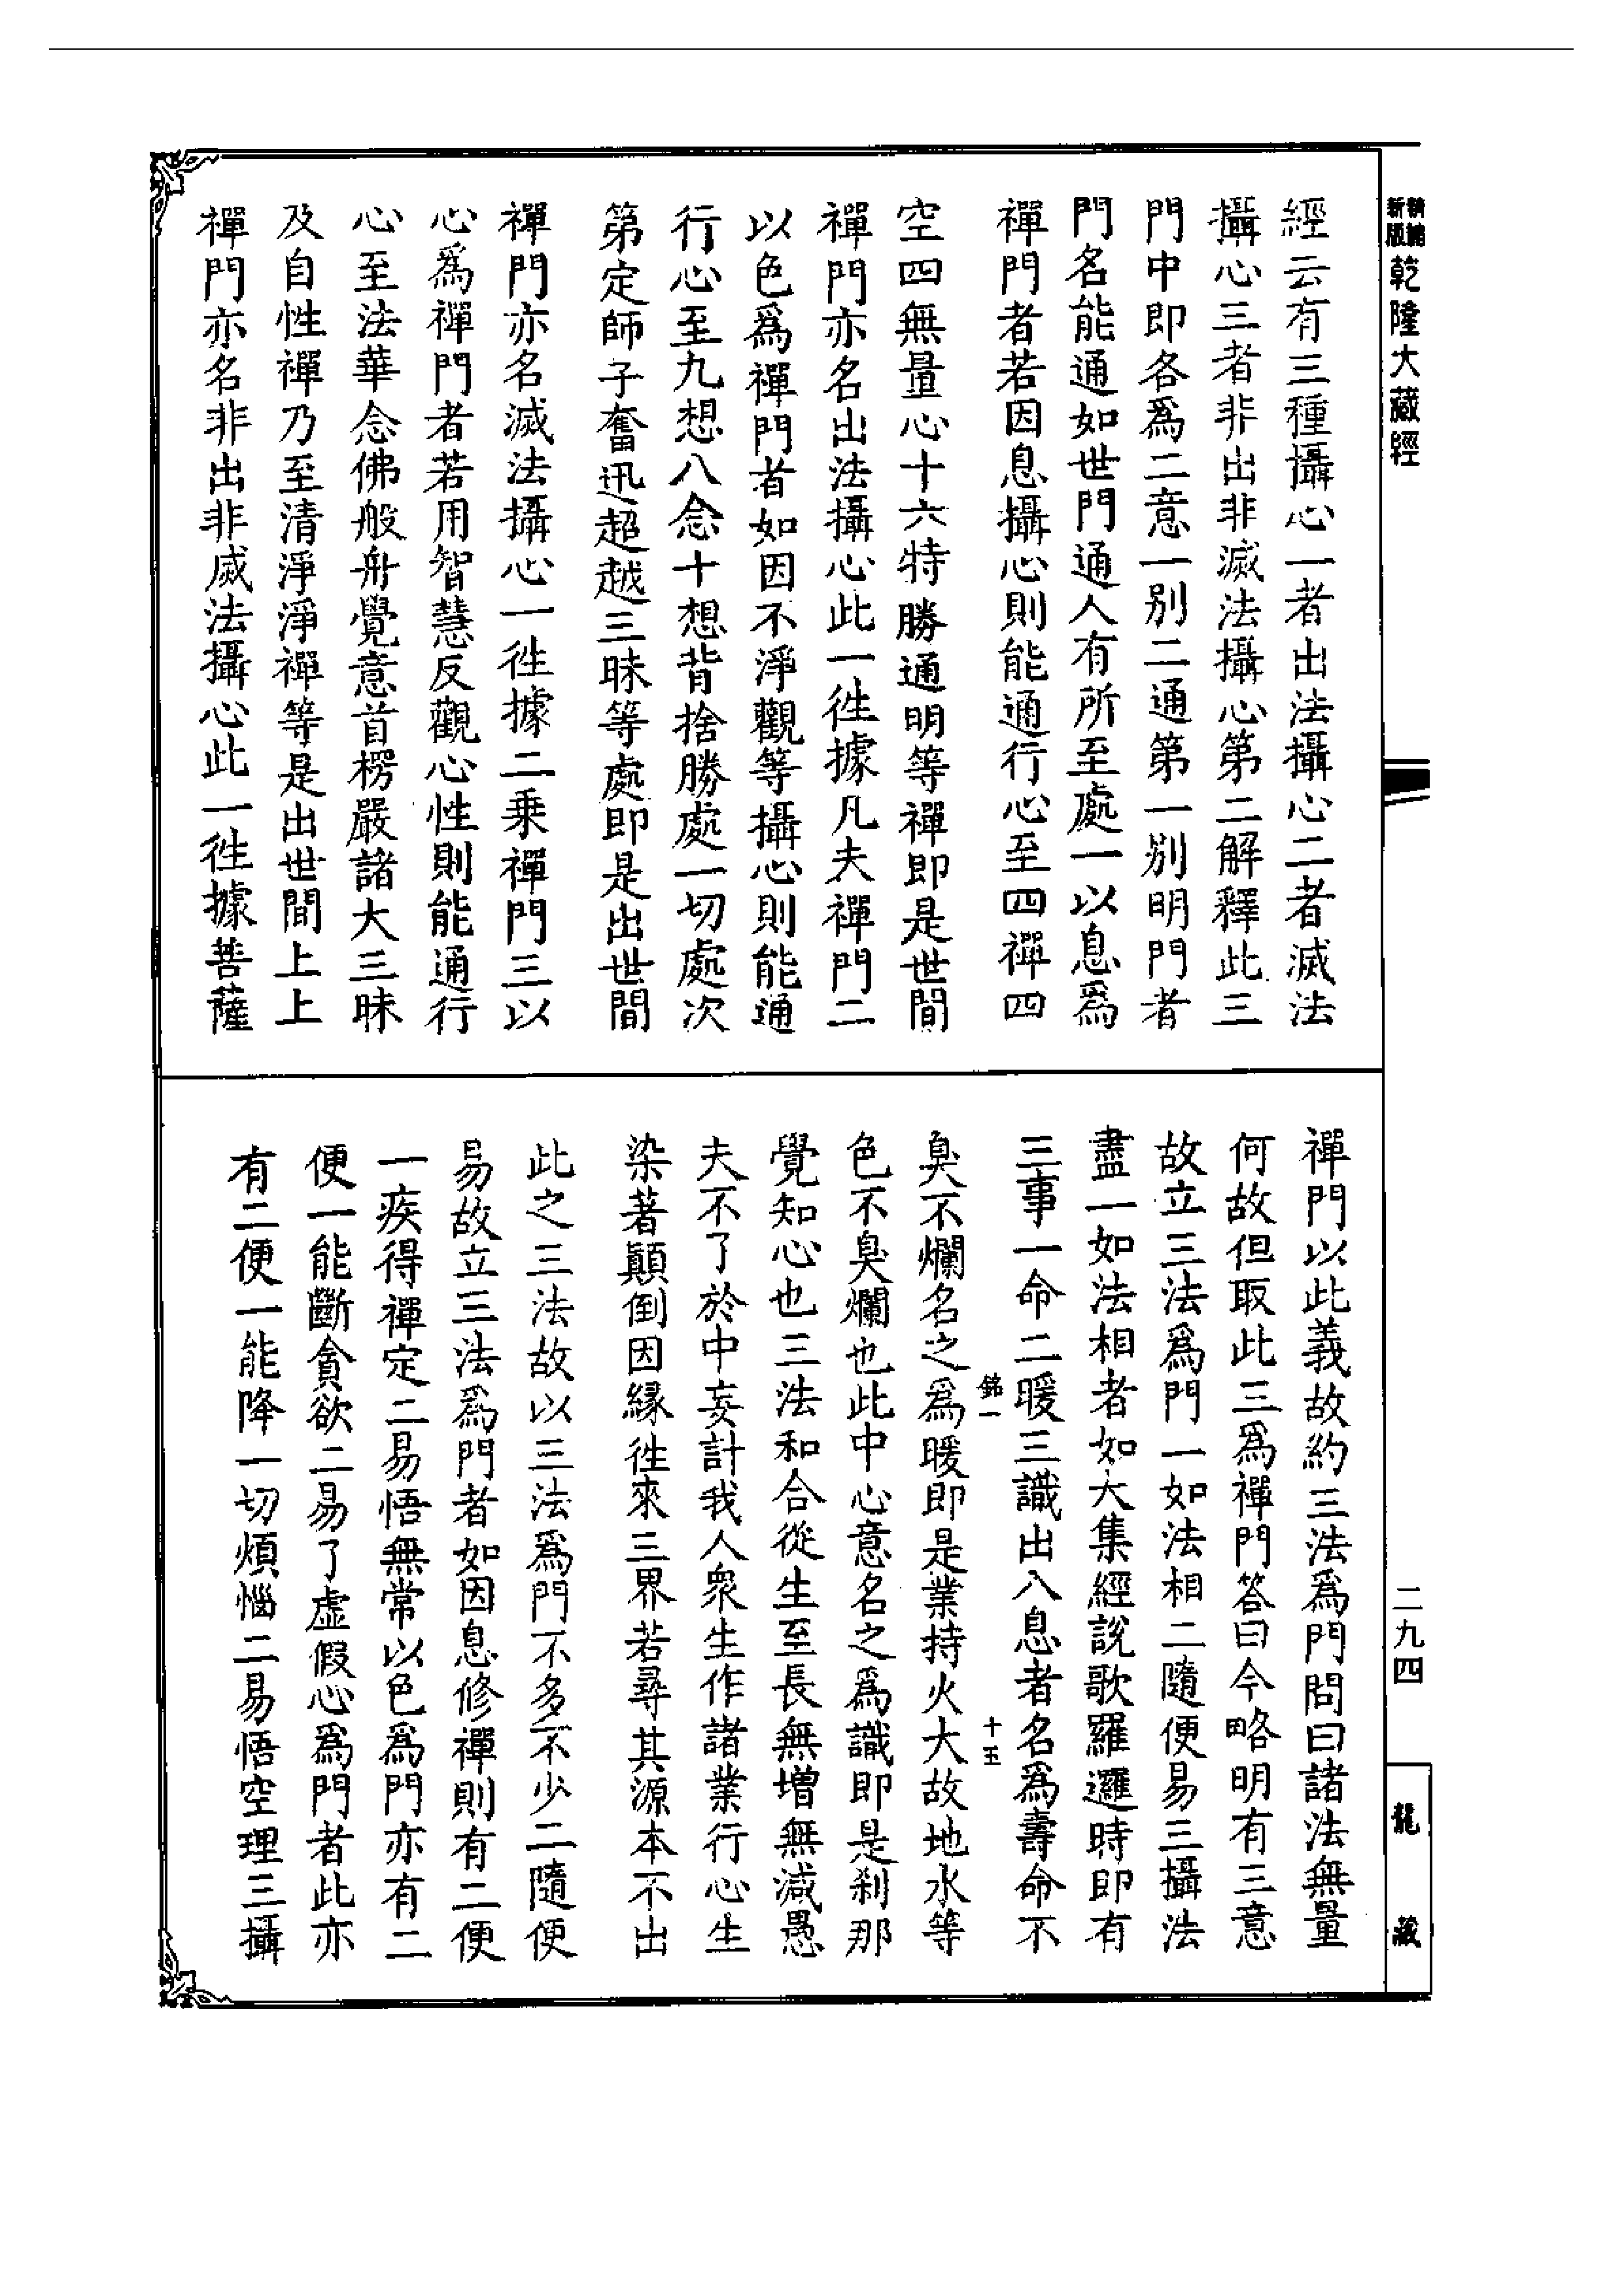 新編
新版
乾隆大藏經
經云有三種攝心一者出法攝心二者滅法
攝心三者非出非滅法攝心第二解釋此三
門中即各爲二意一別二通第一別明門者
門名能通如世門通人有所至處一以息爲
禪門者若因息攝心則能通行心至四禪四
空四無量心十六特勝通明等禪即是世間
禪門亦名出法攝心此一徃據凡夫禪門二
以色爲禪門者如因不淨觀等攝心則能通
行心至九想八念十想背捨勝處一切處次
第定師子奮迅超越三昧等處即是出世間
禪門亦名滅法攝心一徃據二乘禪門三以
心爲禪門者若用智慧反觀心性則能通行
心至法華念佛般舟覺意首楞嚴諸大三昧
及自性禪乃至清淨淨禪等是出世間上上
禪門亦名非出非滅法攝心此一徃據菩薩
禪門以此義故約三法爲門問曰諸法無量
何故但取此三爲禪門答曰今略明有三意
故立三法爲門一如法相二隨便易三攝法
盡一如法相者如大集經說歌羅邏時即有
三事一命二暖三識出入息者名爲壽命不
銘一
十五
臭不爛名之爲暖即是業持火大故地水等
色不臭爛也此中心意名之爲識即是刹那
覺知心也三法和合從生至長無增無減愚
夫不了於中妄計我人衆生作諸業行心生
染著顚倒因緣徃來三界若尋其源本不出
此之三法故以三法爲門不多不少二隨便
易故立三法爲門者如因息修禪則有二便
一疾得禪定二易悟無常以色爲門亦有二
便一能斷貪欲二易了虛假心爲門者此亦
有二便一能降一切煩惱二易悟空理三攝
二九四
龍
藏